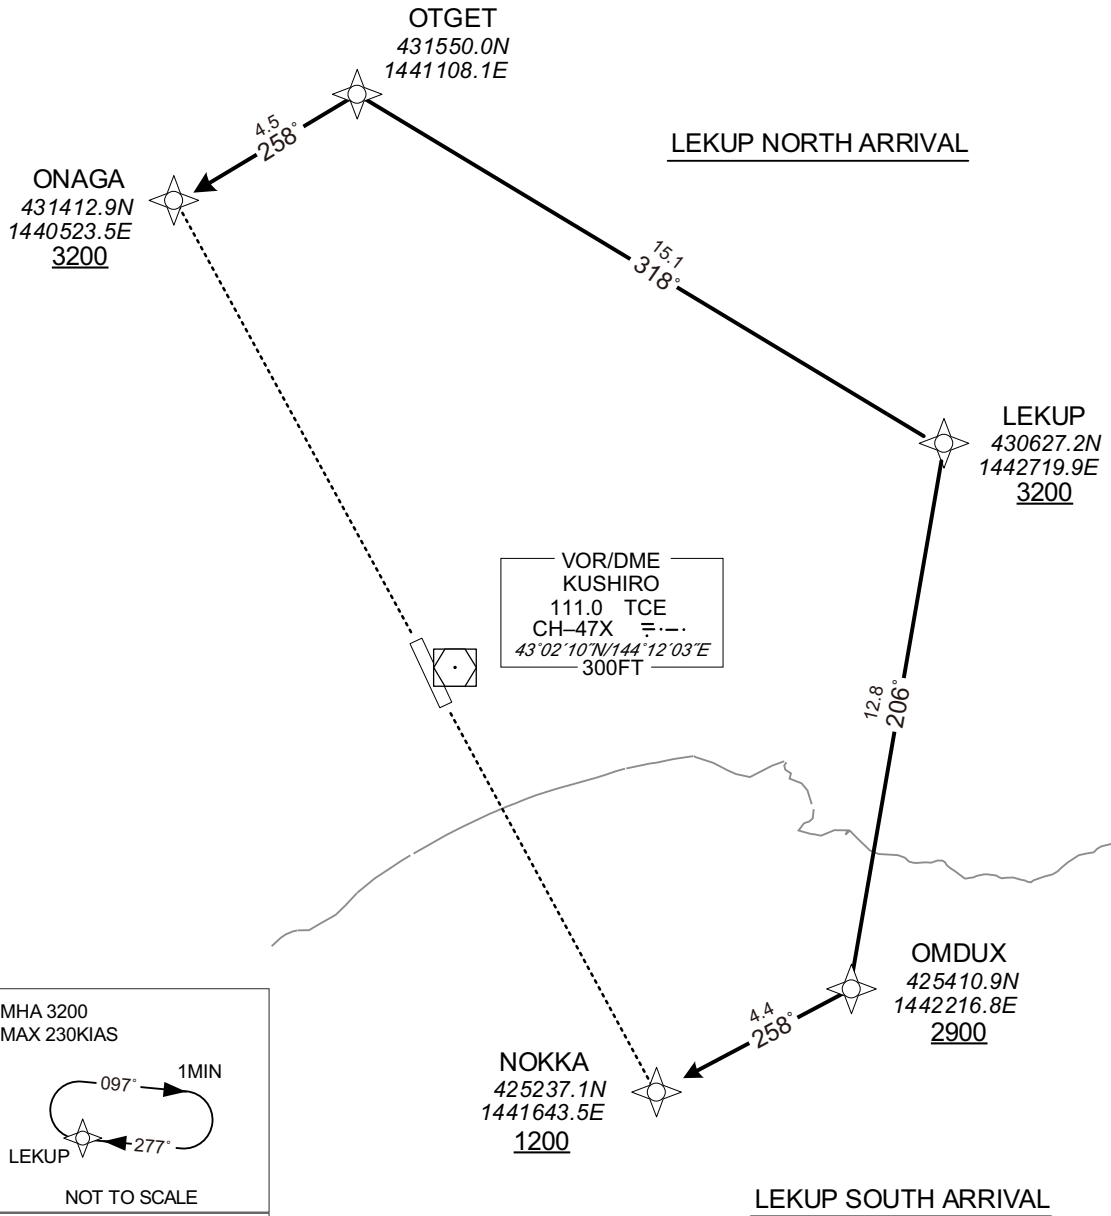 OTGET
431550.0N
1441108.1E
4.5
258°
LEKUP NORTH ARRIVAL
ONAGA
431412.9N
1440523.5E
3200
15.1
318°
LEKUP
430627.2N
1442719.9E
3200
VOR/DME
KUSHIRO
111.0 TCE
CH–47X
43°02´10˝N/144°12´03˝E
300FT
12.8
206°
OMDUX
425410.9N
1442216.8E
2900
4.4
258°
NOKKA
425237.1N
1441643.5E
1200
MHA 3200
MAX 230KIAS
1MIN
097°
277°
LEKUP
NOT TO SCALE
LEKUP SOUTH ARRIVAL